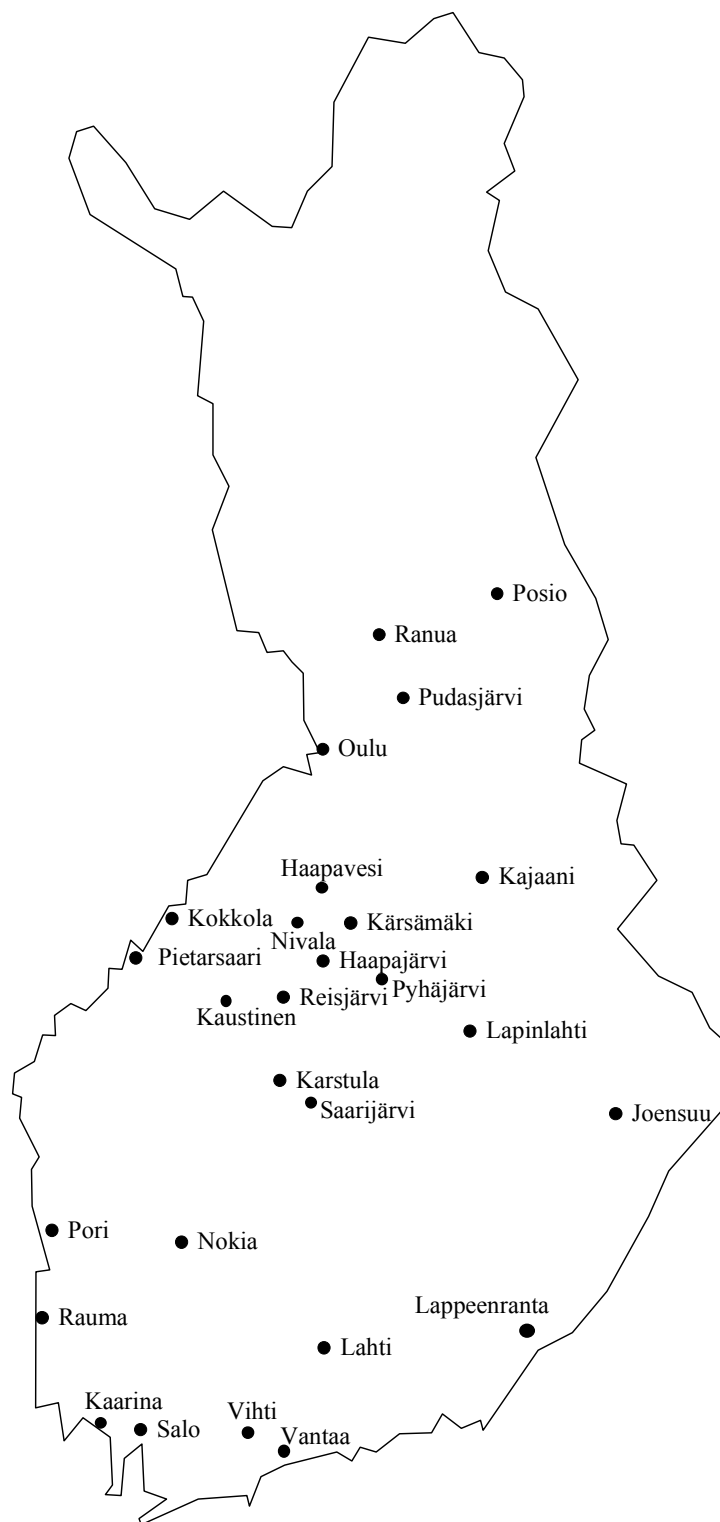 Posio
Ranua
Pudasjärvi
Oulu
Haapavesi
Kajaani
Kokkola
Nivala
Kärsämäki
Pietarsaari
Haapajärvi
Pyhäjärvi
Reisjärvi
Kaustinen
Lapinlahti
Karstula
Saarijärvi
Joensuu
Pori
Nokia
Lappeenranta
Rauma
Lahti
Kaarina
Salo
Vihti
Vantaa